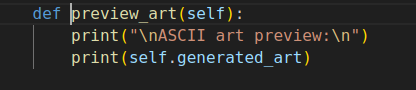 def preview_art(self):
    print("\nASCII art preview:\n")
    print(self.generated_art)